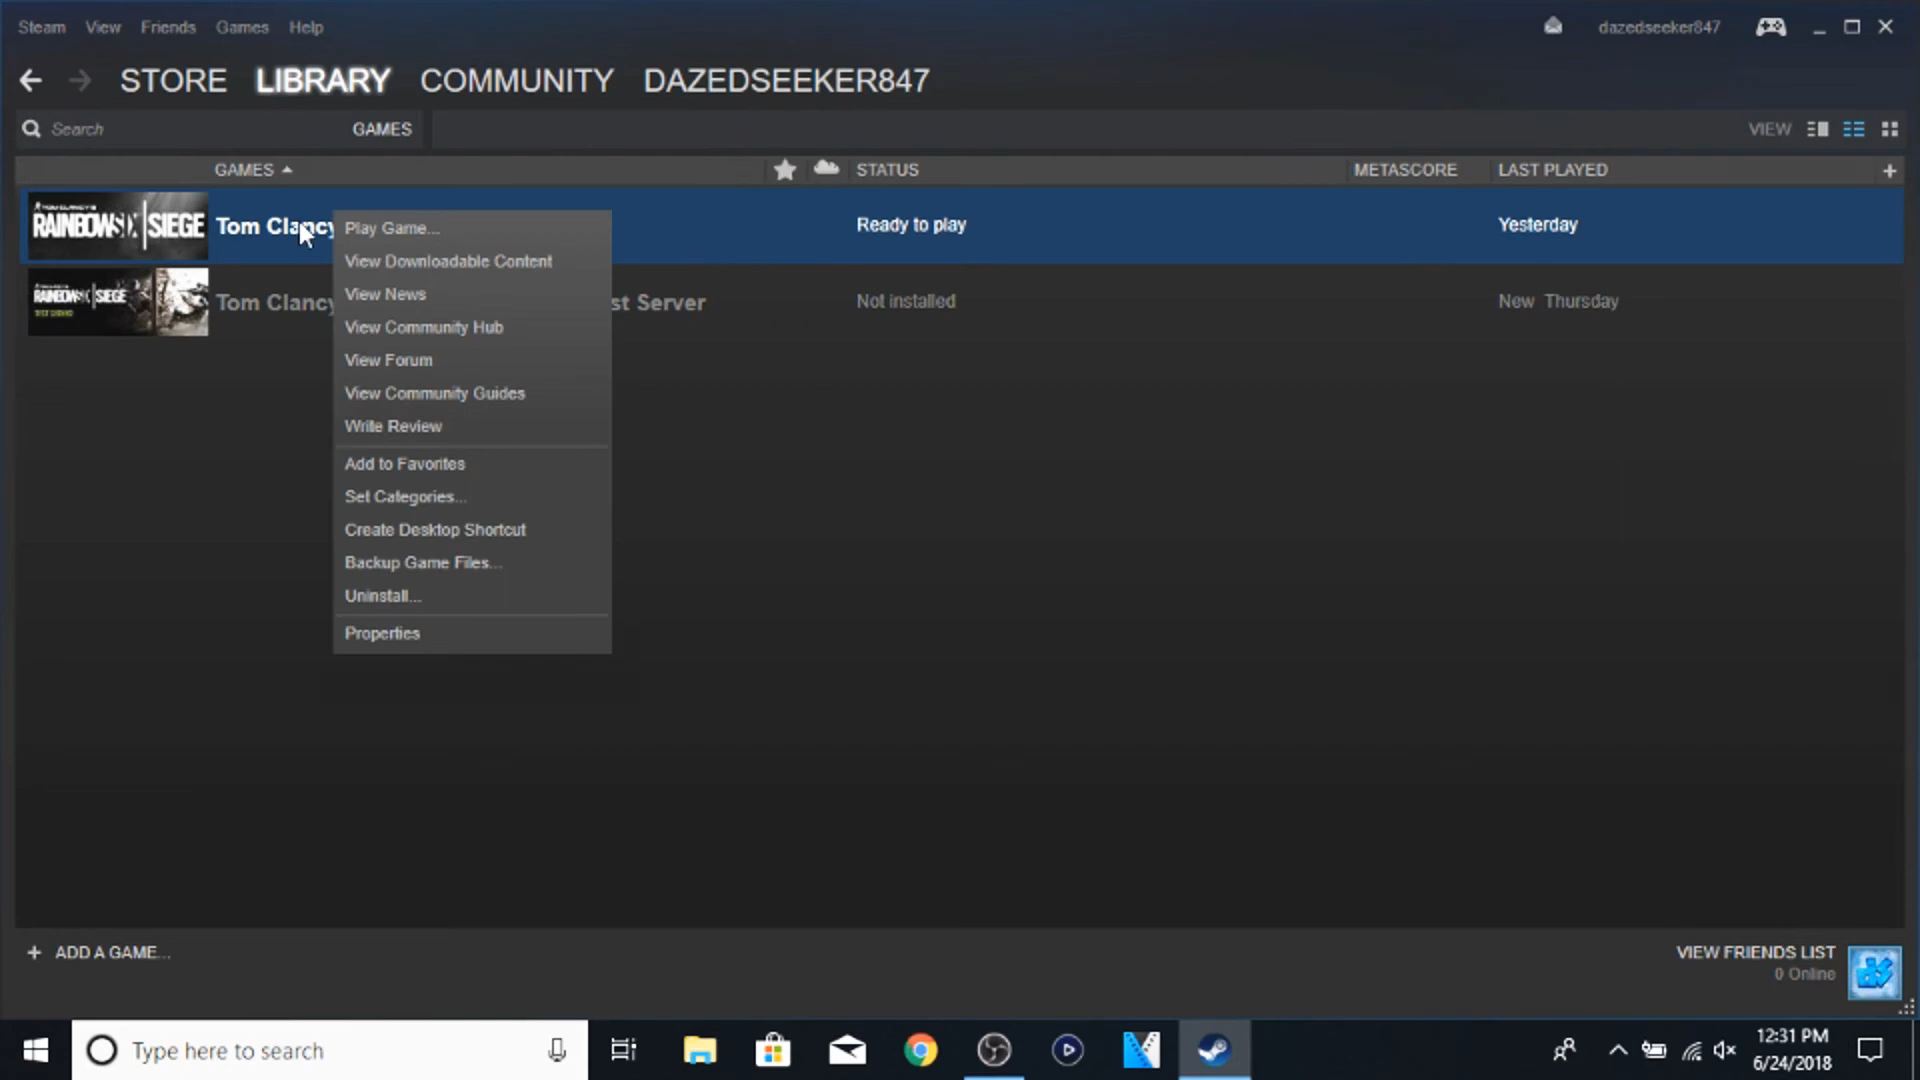 Steam View Friends Games Help
dazedseeker847
STORE LIBRARY COMMUNITY DAZEDSEEKER847
Search GAMES
VIEW
GAMES STATUS METASCORE LAST PLAYED
RAINBOW SIX | SIEGE Tom Clancy Ready to play Yesterday
RAINBOW SIX | SIEGE Tom Clancy st Server Not installed New Thursday
Play Game...
View Downloadable Content
View News
View Community Hub
View Forum
View Community Guides
Write Review
Add to Favorites
Set Categories...
Create Desktop Shortcut
Backup Game Files...
Uninstall...
Properties
+ ADD A GAME...
VIEW FRIENDS LIST
0 Online
Type here to search
12:31 PM
6/24/2018